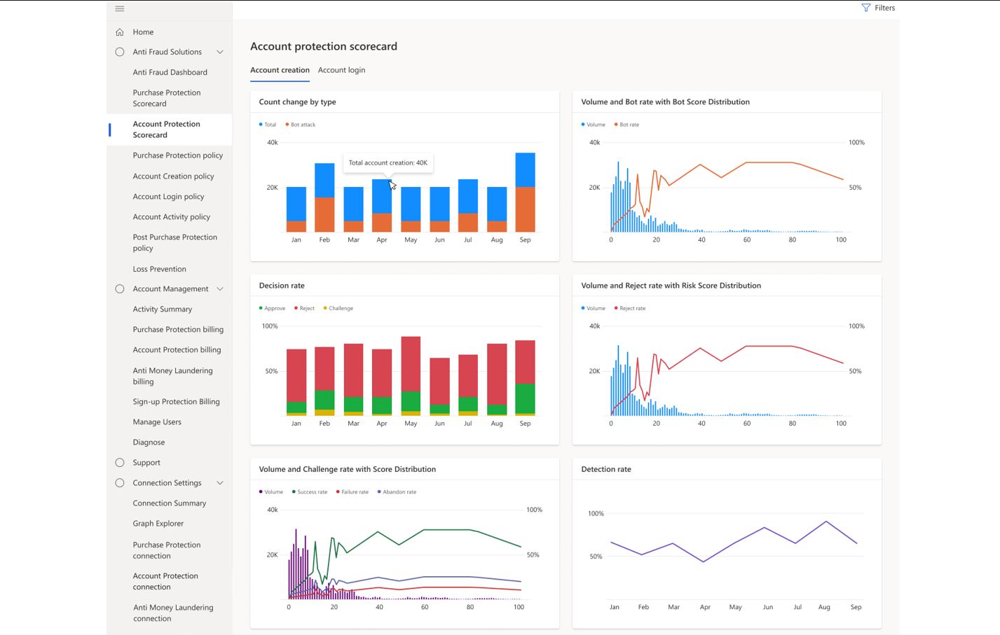 Filters
Home
Anti Fraud Solutions
Anti Fraud Dashboard
Purchase Protection
Scorecard
Account Protection
Scorecard
Purchase Protection policy
Account Creation policy
Account Login policy
Account Activity policy
Post Purchase Protection
policy
Loss Prevention
Account Management
Activity Summary
Purchase Protection billing
Account Protection billing
Anti Money Laundering
billing
Sign-up Protection Billing
Manage Users
Diagnose
Support
Connection Settings
Connection Summary
Graph Explorer
Purchase Protection
connection
Account Protection
connection
Anti Money Laundering
connection
Account protection scorecard
Account creation Account login
Count change by type
Total Bot attack
40k
Total account creation: 40K
20K
Jan Feb Mar Apr May Jun Jul Aug Sep
Volume and Bot rate with Bot Score Distribution
Volume Bot rate
40k 100%
20K 50%
0 20 40 60 80 100
Decision rate
Approve Reject Challenge
100%
50%
Jan Feb Mar Apr May Jun Jul Aug Sep
Volume and Reject rate with Risk Score Distribution
Volume Reject rate
40k 100%
20K 50%
0 20 40 60 80 100
Volume and Challenge rate with Score Distribution
Volume Success rate Failure rate Abandon rate
40k 100%
20K 50%
0 20 40 60 80 100
Detection rate
100%
50%
Jan Feb Mar Apr May Jun Jul Aug Sep